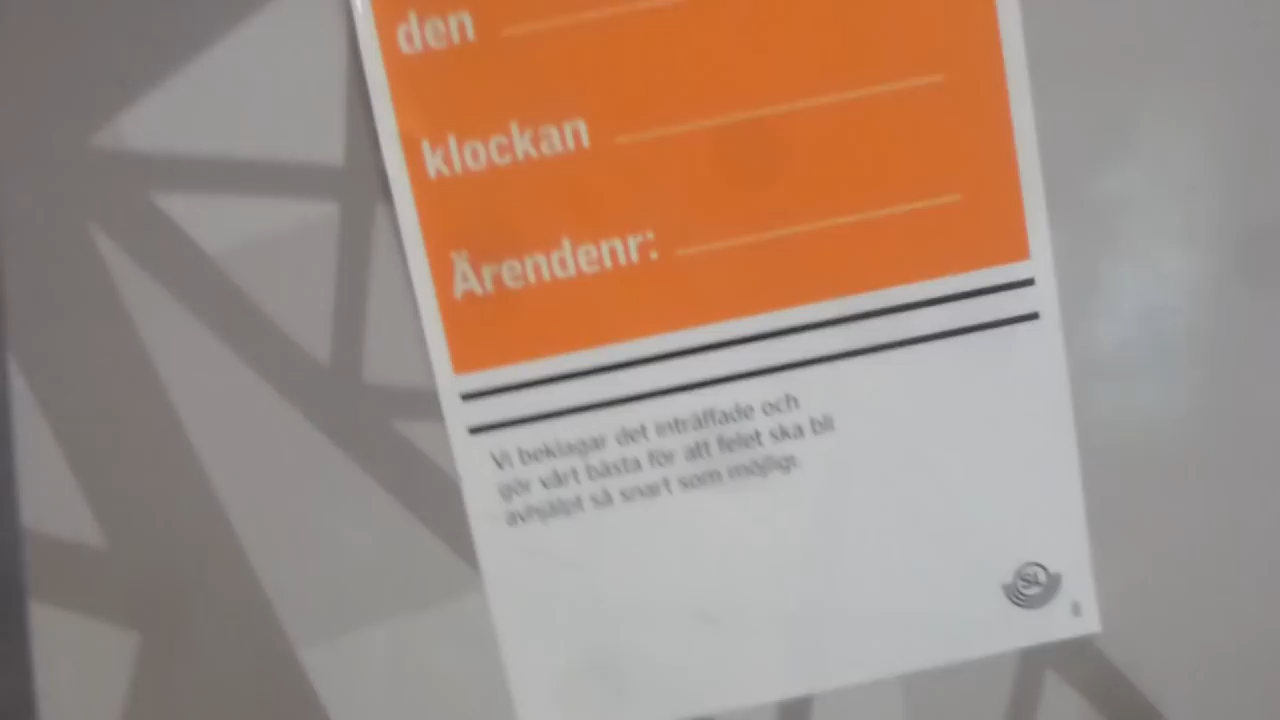 den
klockan
Ärendenr:
Vi beklagar det inträffade och
gör vårt bästa för att felet ska bli
avhjälpt så snart som möjligt.
SL